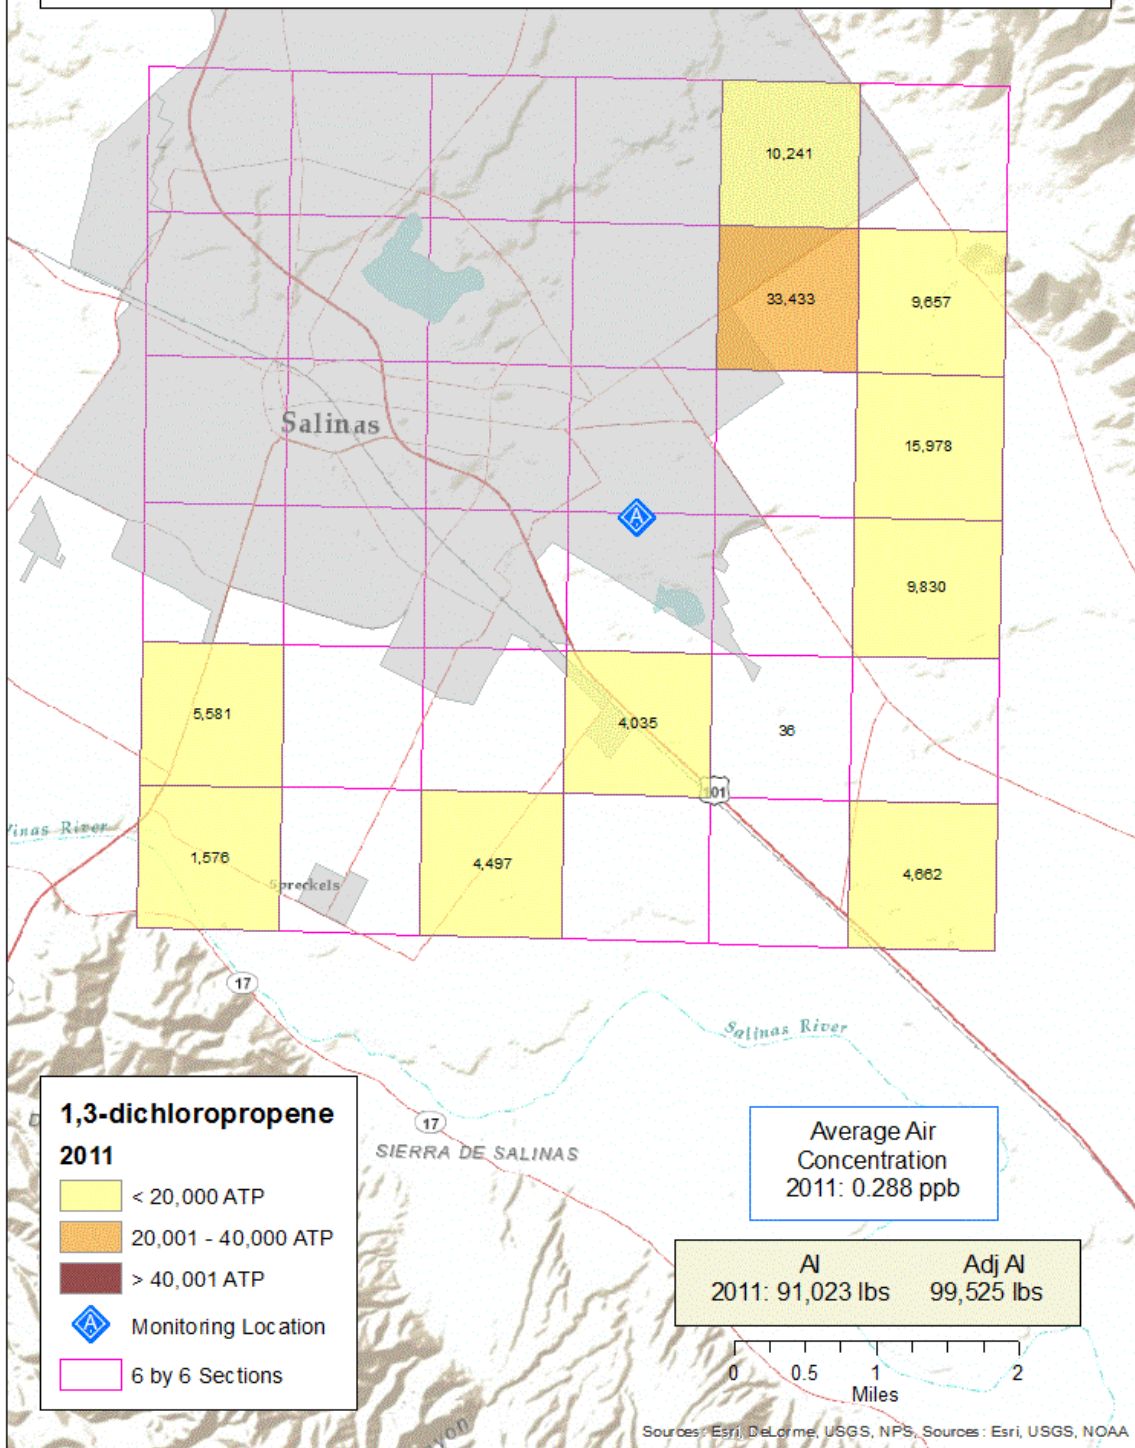 10,241
33,433
9,657
Salinas
15,978
A
9,830
5,581
4,035
36
101
1,576
Spreckels
4,497
4,662
River
17
Salinas River
17
SIERRA DE SALINAS
1,3-dichloropropene
2011
< 20,000 ATP
20,001 - 40,000 ATP
> 40,001 ATP
A Monitoring Location
6 by 6 Sections
Average Air
Concentration
2011: 0.288 ppb
AI Adj AI
2011: 91,023 lbs 99,525 lbs
0 0.5 1 2
Miles
yon
Sources: Esri, DeLorme, USGS, NPS, Sources: Esri, USGS, NOAA